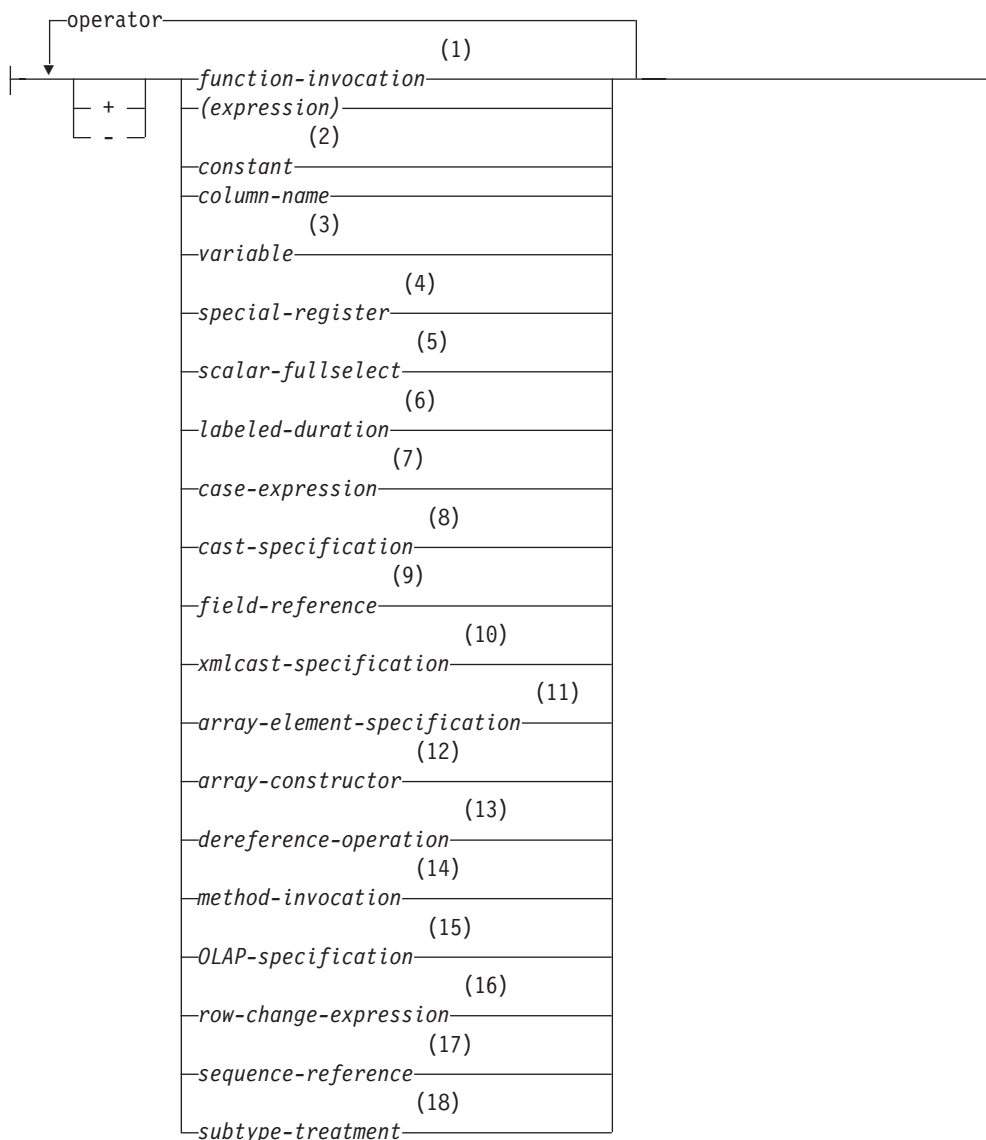 operator
(1)
function-invocation
+
(expression)
-
(2)
constant
column-name
(3)
variable
(4)
special-register
(5)
scalar-fullselect
(6)
labeled-duration
(7)
case-expression
(8)
cast-specification
(9)
field-reference
(10)
xmlcast-specification
(11)
array-element-specification
(12)
array-constructor
(13)
dereference-operation
(14)
method-invocation
(15)
OLAP-specification
(16)
row-change-expression
(17)
sequence-reference
(18)
subtype-treatment